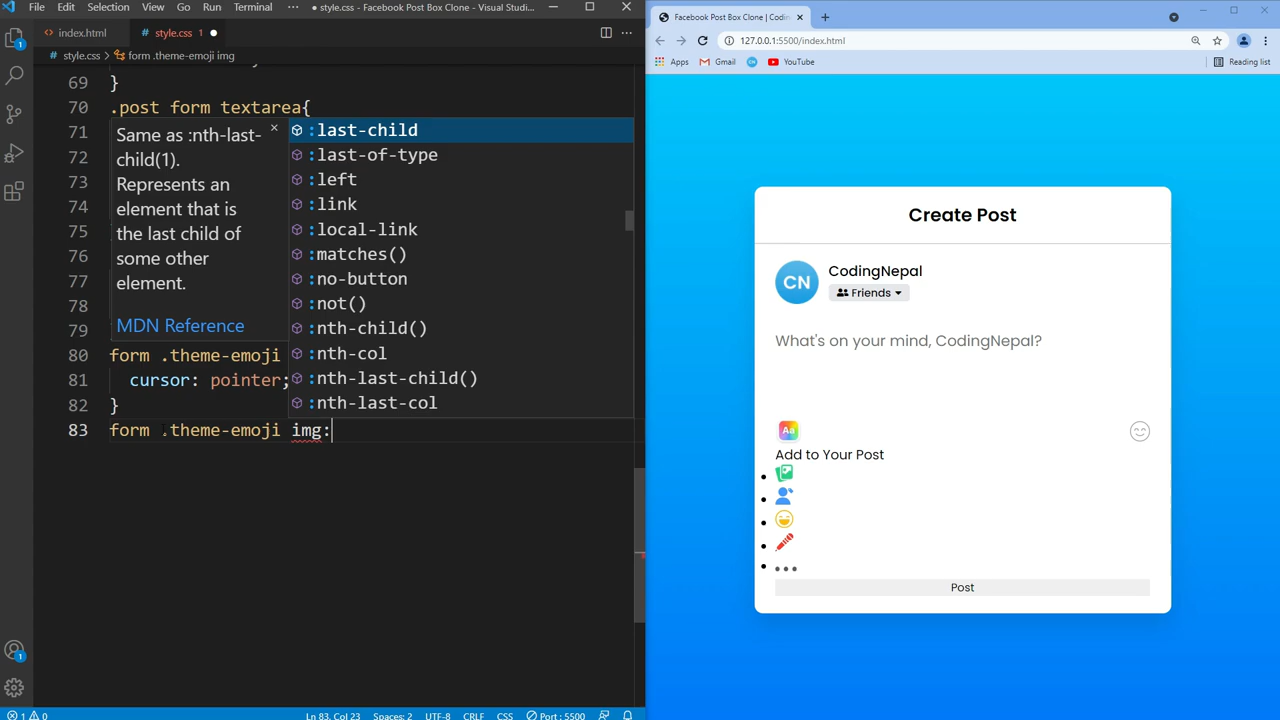 File Edit Selection View Go Run Terminal ··· ● style.css - Facebook Post Box Clone - Visual Studi...
index.html style.css 1 ●
style.css > form .theme-emoji img
69 }
70 .post form textarea{
71
72
73
74
75
76
77
78
79
80 form .theme-emoji
81 cursor: pointer;
82 }
83 form .theme-emoji img:
Same as :nth-last-
child(1).
Represents an
element that is
the last child of
some other
element.
MDN Reference
:last-child
:last-of-type
:left
:link
:local-link
:matches()
:no-button
:not()
:nth-child()
:nth-col
:nth-last-child()
:nth-last-col
1
1
1 0 Ln 83, Col 23 Spaces: 2 UTF-8 CRLF CSS Port : 5500
Facebook Post Box Clone | Codin
127.0.0.1:5500/index.html
Apps Gmail CN YouTube Reading list
Create Post
CN
CodingNepal
Friends
What's on your mind, CodingNepal?
Aa
Add to Your Post
Post